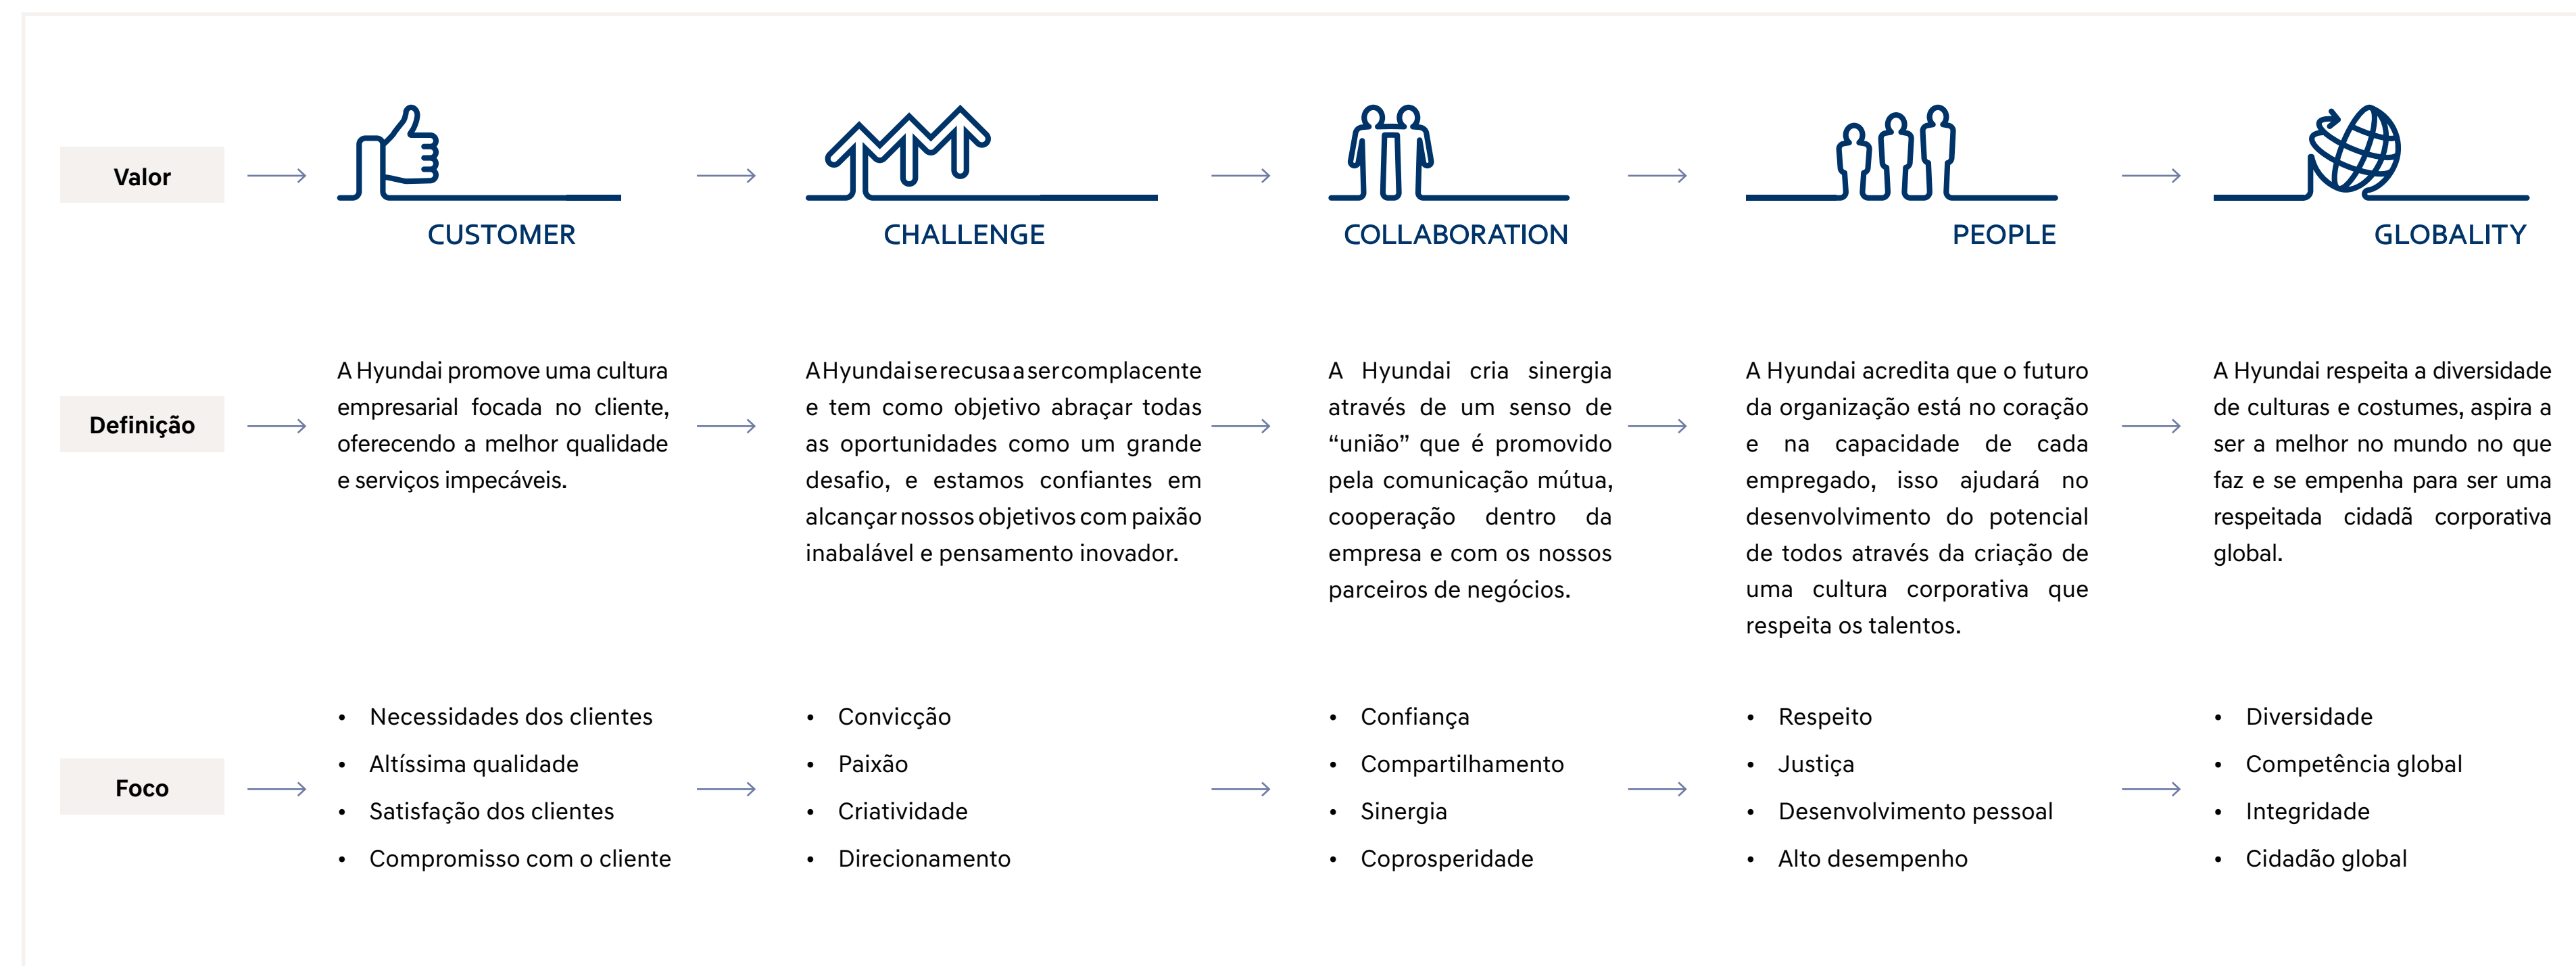 Valor
CUSTOMER
CHALLENGE
COLLABORATION
PEOPLE
GLOBALITY
Definição
A Hyundai promove uma cultura
empresarial focada no cliente,
oferecendo a melhor qualidade
e serviços impecáveis.
A Hyundai se recusa a ser complacente
e tem como objetivo abraçar todas
as oportunidades como um grande
desafio, e estamos confiantes em
alcançar nossos objetivos com paixão
inabalável e pensamento inovador.
A Hyundai cria sinergia
através de um senso de
“união” que é promovido
pela comunicação mútua,
cooperação dentro da
empresa e com os nossos
parceiros de negócios.
A Hyundai acredita que o futuro
da organização está no coração
e na capacidade de cada
empregado, isso ajudará no
desenvolvimento do potencial
de todos através da criação de
uma cultura corporativa que
respeita os talentos.
A Hyundai respeita a diversidade
de culturas e costumes, aspira a
ser a melhor no mundo no que
faz e se empenha para ser uma
respeitada cidadã corporativa
global.
Foco
• Necessidades dos clientes
• Altíssima qualidade
• Satisfação dos clientes
• Compromisso com o cliente
• Convicção
• Paixão
• Criatividade
• Direcionamento
• Confiança
• Compartilhamento
• Sinergia
• Coprosperidade
• Respeito
• Justiça
• Desenvolvimento pessoal
• Alto desempenho
• Diversidade
• Competência global
• Integridade
• Cidadão global